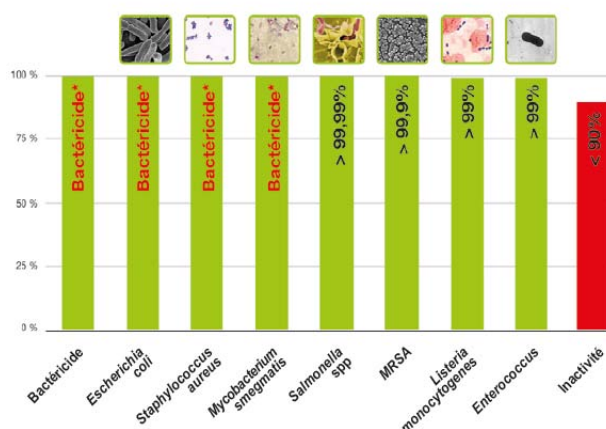 100 %
75%
50 %
25%
0 %
Bactéricide*
Bactéricide*
Bactéricide*
Bactéricide*
> 99,99%
> 99,9%
> 99%
> 99%
< 90%
Bactéricide
Escherichia
coli
Staphylococcus
aureus
Mycobacterium
smegmatis
Salmonella
spp
MRSA
Listeria
monocytogenes
Enterococcus
Inactivité